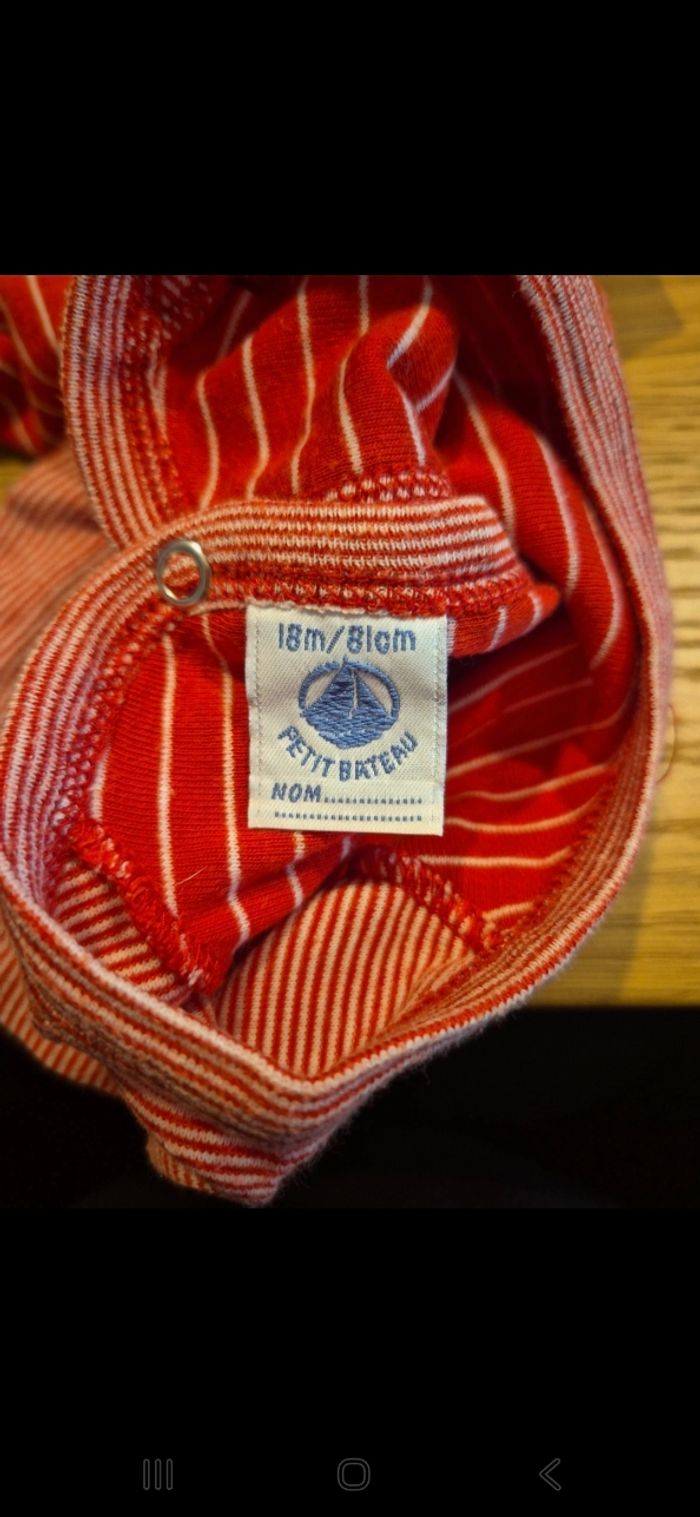 18m/81cm
PETIT BATEAU
NOM..............